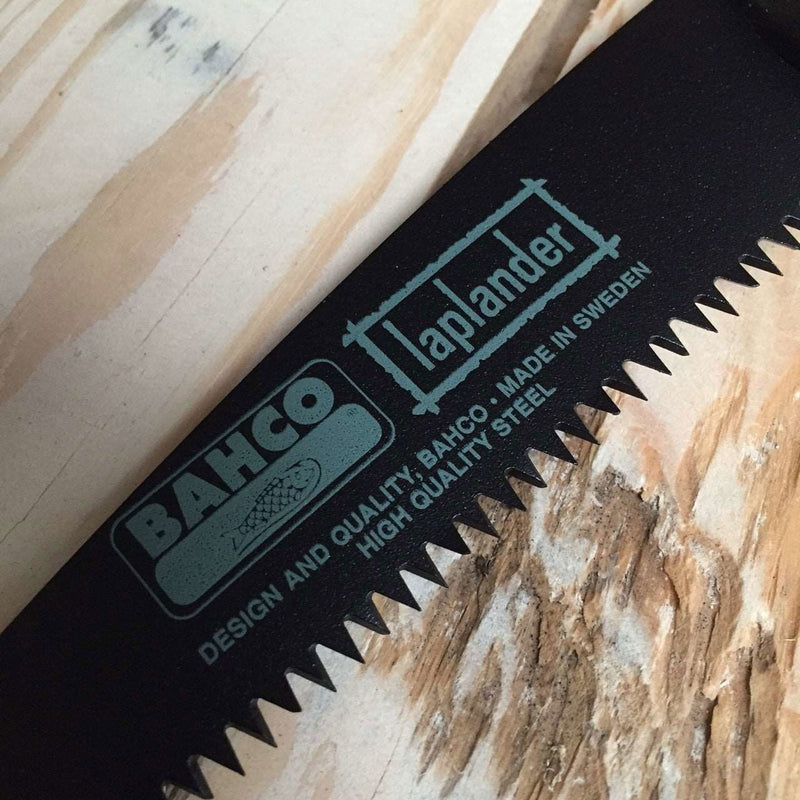 BAHCO
laplander
DESIGN AND QUALITY, BAHCO • MADE IN SWEDEN
HIGH QUALITY STEEL